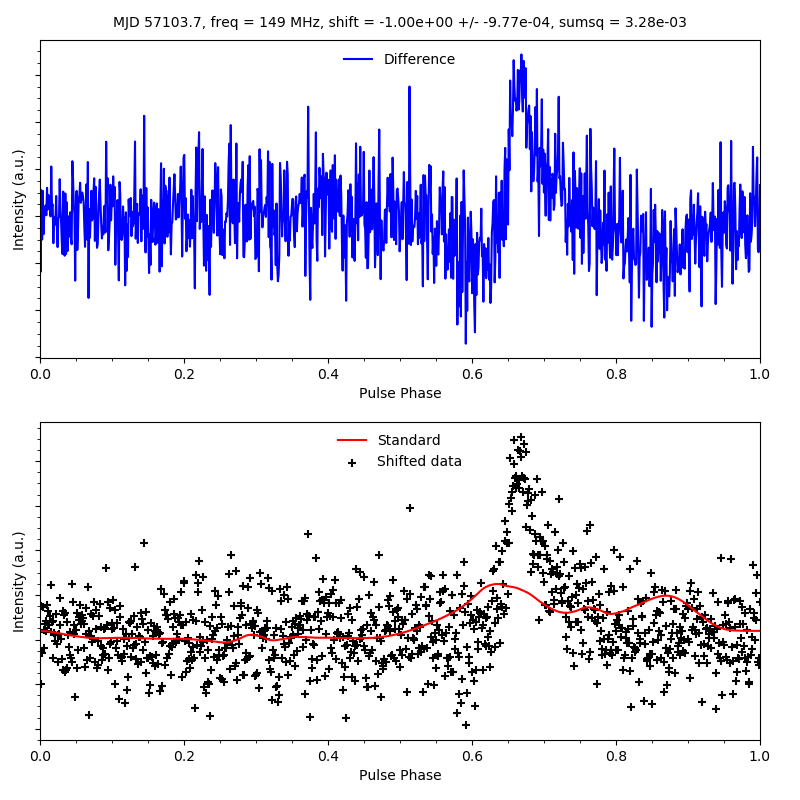 MJD 57103.7, freq = 149 MHz, shift = -1.00e+00 +/- -9.77e-04, sumsq = 3.28e-03
Difference
Intensity (a.u.)
0.0 0.2 0.4 0.6 0.8 1.0
Pulse Phase
Standard
Shifted data
Intensity (a.u.)
0.0 0.2 0.4 0.6 0.8 1.0
Pulse Phase